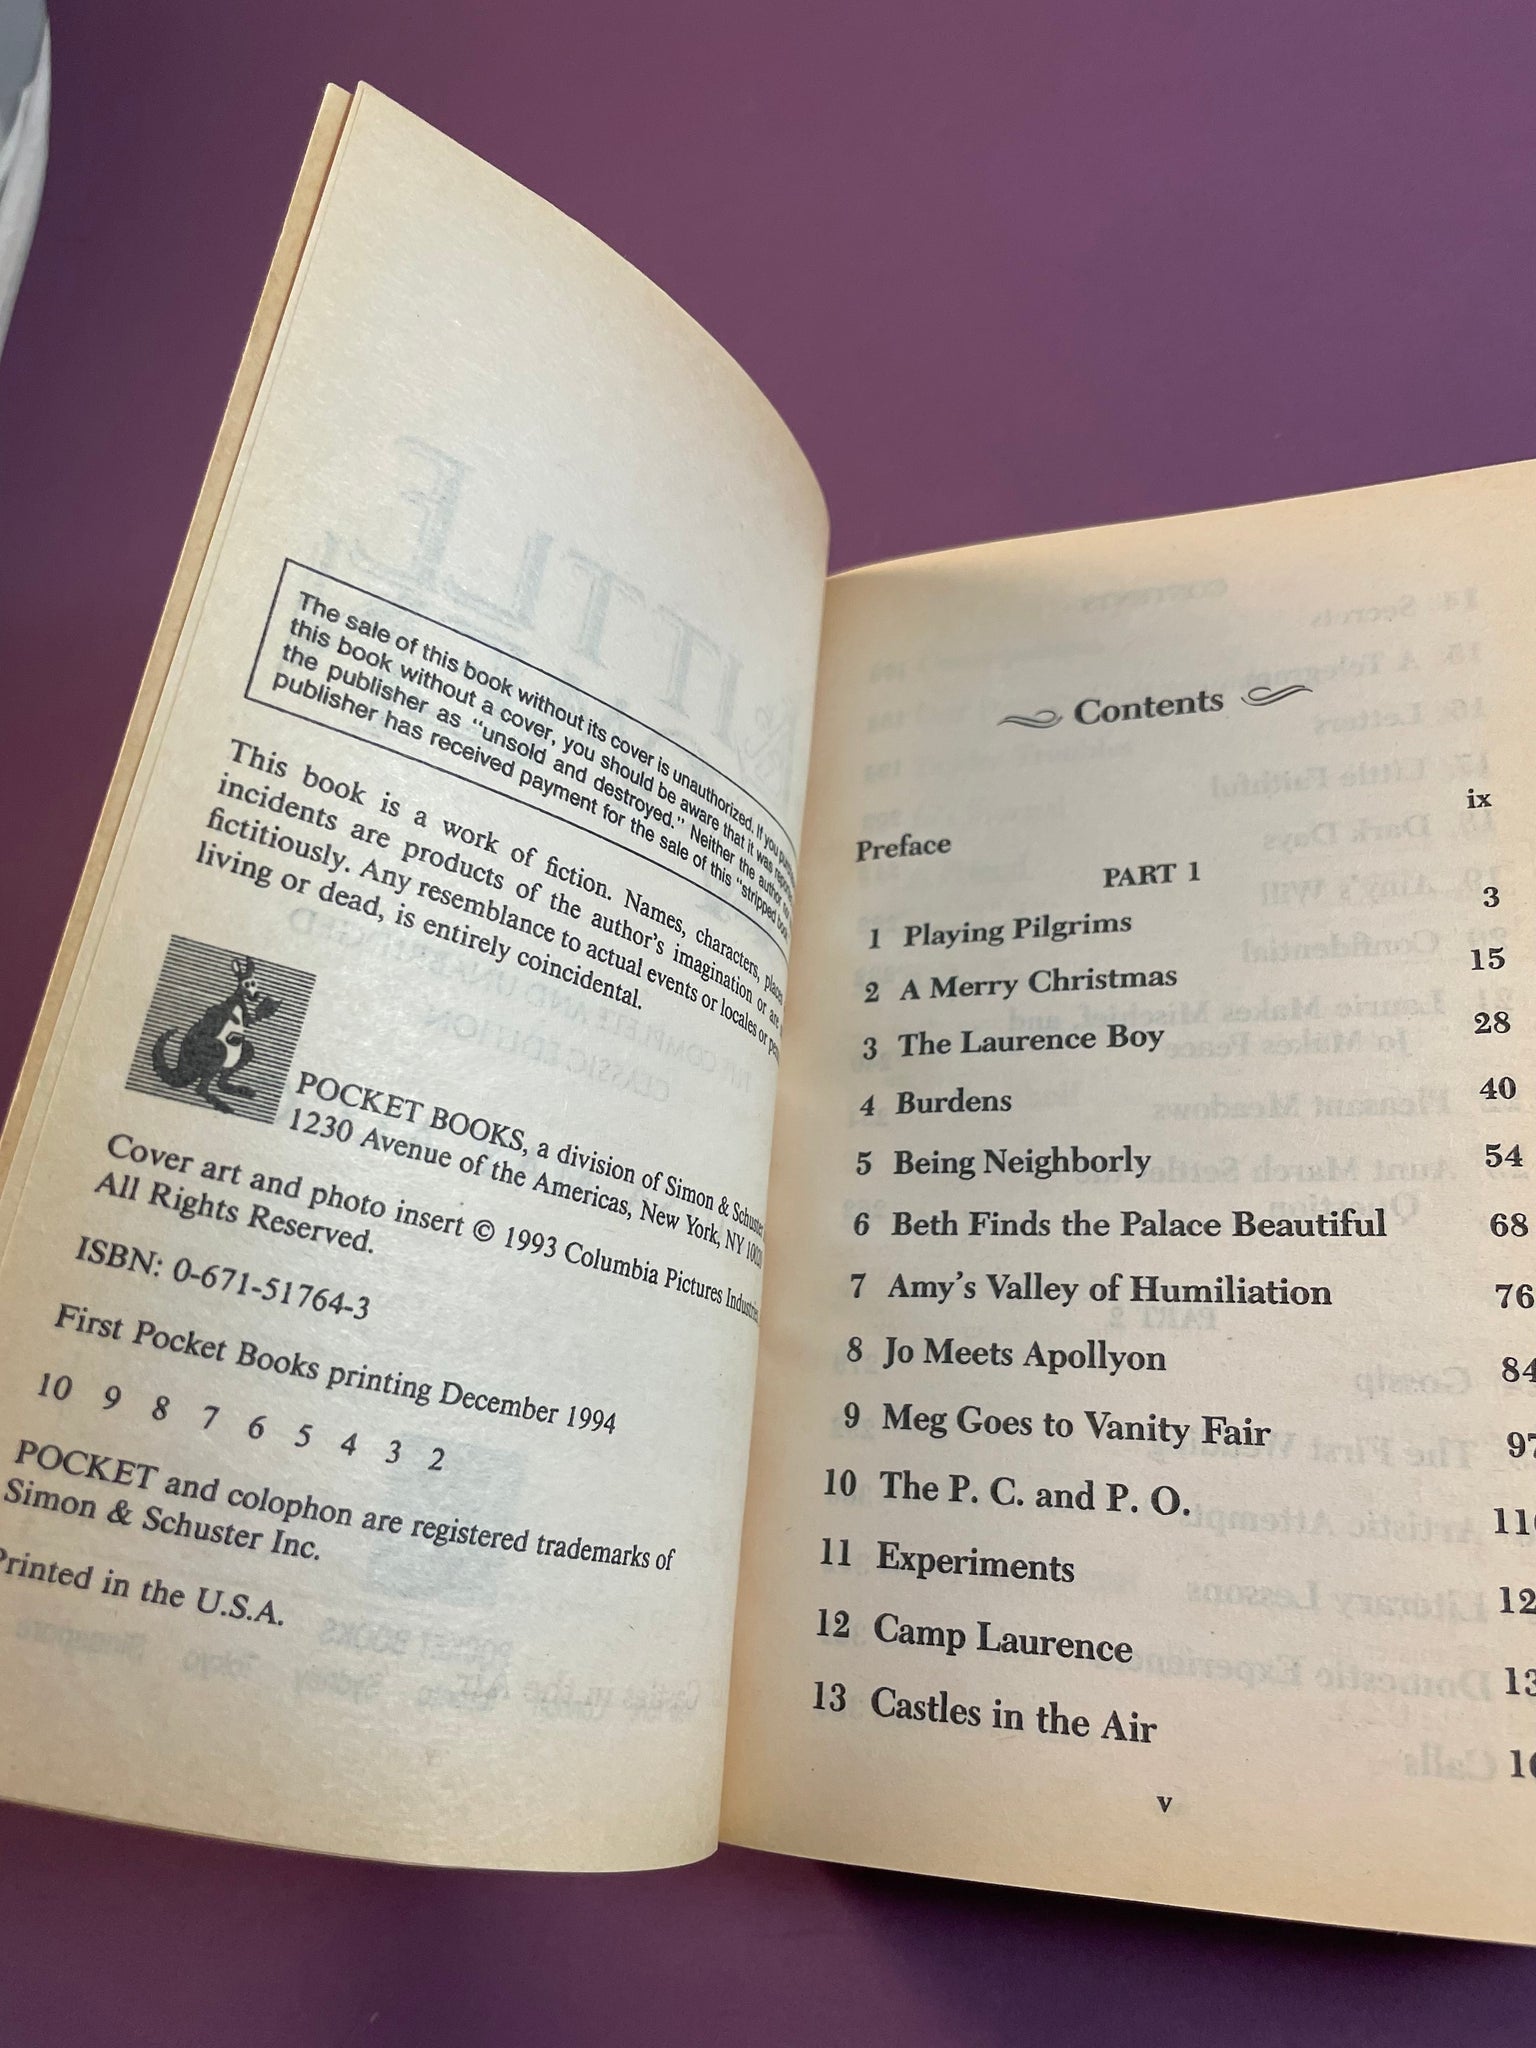 The sale of this book without its cover is unauthorized. If you
this book without a cover, you should be aware that it was
the publisher as "unsold and destroyed." Neither the author
publisher has received payment for the sale of this "stripped book
This book is a work of fiction. Names, characters, places
incidents are products of the author's imagination or are
fictitiously. Any resemblance to actual events or locales or
living or dead, is entirely coincidental.
POCKET BOOKS, a division of Simon & Schuster
1230 Avenue of the Americas, New York, NY 10020
Cover art and photo insert © 1993 Columbia Pictures Industries
All Rights Reserved.
ISBN: 0-671-51764-3
First Pocket Books printing December 1994
10 9 8 7 6 5 4 3 2
POCKET and colophon are registered trademarks of
Simon & Schuster Inc.
Printed in the U.S.A.
Contents
Preface ix
PART 1
1 Playing Pilgrims 3
2 A Merry Christmas 15
3 The Laurence Boy 28
4 Burdens 40
5 Being Neighborly 54
6 Beth Finds the Palace Beautiful 68
7 Amy's Valley of Humiliation 76
8 Jo Meets Apollyon 84
9 Meg Goes to Vanity Fair 97
10 The P. C. and P. O.
11 Experiments
12 Camp Laurence
13 Castles in the Air
v